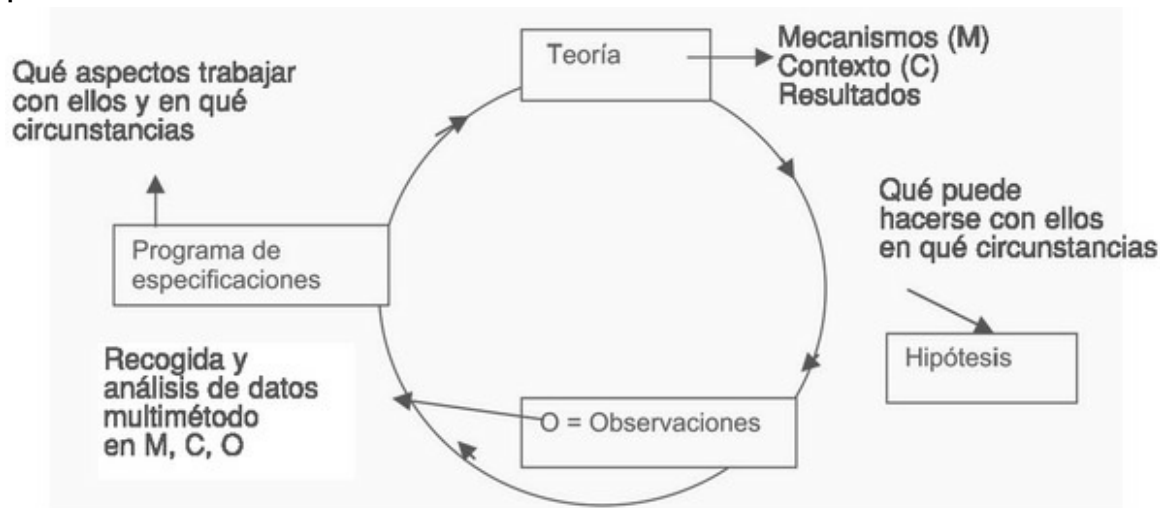 Teoría
Mecanismos (M)
Contexto (C)
Resultados
Qué aspectos trabajar
con ellos y en qué
circunstancias
Qué puede
hacerse con ellos
en qué circunstancias
Programa de
especificaciones
Hipótesis
Recogida y
análisis de datos
multimétodo
en M, C, O
O = Observaciones